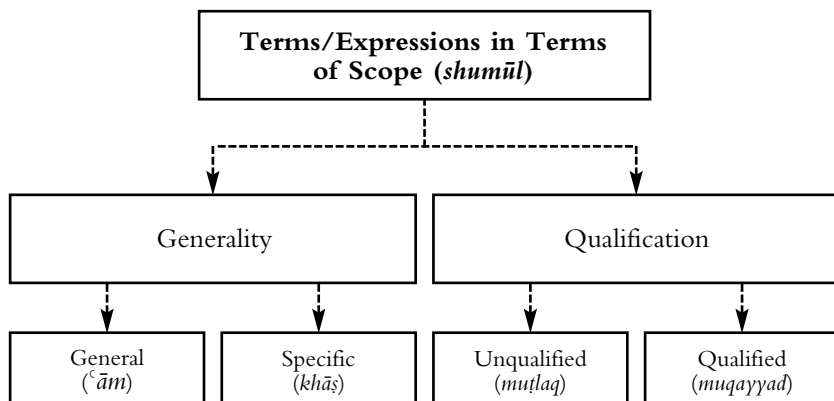 Terms/Expressions in Terms
of Scope (shumūl)
Generality
Qualification
General
(ʿām)
Specific
(khāṣ)
Unqualified
(muṭlaq)
Qualified
(muqayyad)